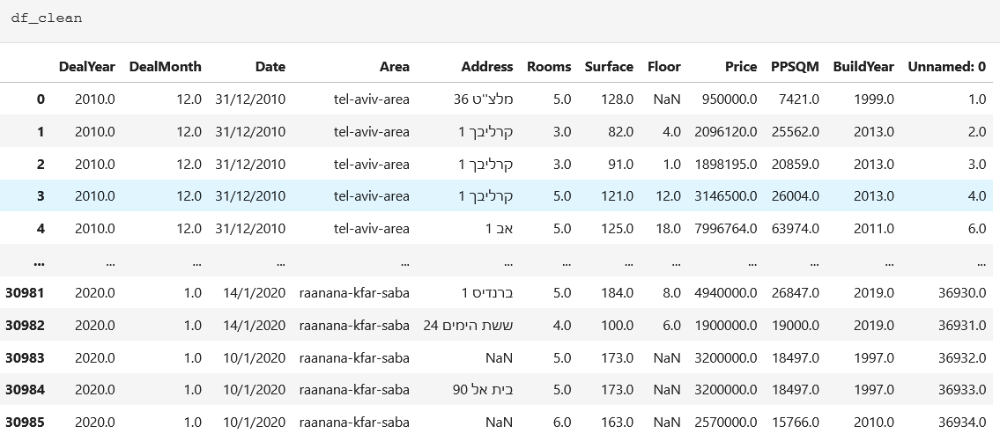 df_clean
DealYear DealMonth Date Area Address Rooms Surface Floor Price PPSQM BuildYear Unnamed: 0
0 2010.0 12.0 31/12/2010 tel-aviv-area מלצ''ט 36 5.0 128.0 NaN 950000.0 7421.0 1999.0 1.0
1 2010.0 12.0 31/12/2010 tel-aviv-area קרליבך 1 3.0 82.0 4.0 2096120.0 25562.0 2013.0 2.0
2 2010.0 12.0 31/12/2010 tel-aviv-area קרליבך 1 3.0 91.0 1.0 1898195.0 20859.0 2013.0 3.0
3 2010.0 12.0 31/12/2010 tel-aviv-area קרליבך 1 5.0 121.0 12.0 3146500.0 26004.0 2013.0 4.0
4 2010.0 12.0 31/12/2010 tel-aviv-area אב 1 5.0 125.0 18.0 7996764.0 63974.0 2011.0 6.0
... ... ... ... ... ... ... ... ... ... ... ... ...
30981 2020.0 1.0 14/1/2020 raanana-kfar-saba ברנדיס 1 5.0 184.0 8.0 4940000.0 26847.0 2019.0 36930.0
30982 2020.0 1.0 14/1/2020 raanana-kfar-saba ששת הימים 24 4.0 100.0 6.0 1900000.0 19000.0 2019.0 36931.0
30983 2020.0 1.0 10/1/2020 raanana-kfar-saba NaN 5.0 173.0 NaN 3200000.0 18497.0 1997.0 36932.0
30984 2020.0 1.0 10/1/2020 raanana-kfar-saba בית אל 90 5.0 173.0 NaN 3200000.0 18497.0 1997.0 36933.0
30985 2020.0 1.0 10/1/2020 raanana-kfar-saba NaN 6.0 163.0 NaN 2570000.0 15766.0 2010.0 36934.0